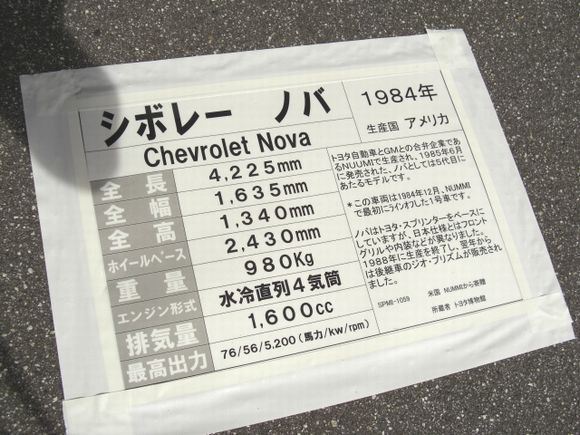 シボレー ノバ
Chevrolet Nova
1984年
生産国 アメリカ
全長 4,225mm
全幅 1,635mm
全高 1,340mm
ホイールベース 2,430mm
重量 980Kg
エンジン形式 水冷直列4気筒
排気量 1,600cc
最高出力 76/56/5,200(馬力/kw/rpm)
トヨタ自動車とGMとの合弁企業であ
るNUUMIで生産され、1985年6月
に発売された、ノバとしては5代目に
あたるモデルです。
*この車両は1984年12月、NUMMI
で最初にラインオフした1号車です。
ノバはトヨタ・スプリンターをベースに
していますが、日本仕様とはフロント
グリルや内装などが異なりました。
1988年に生産を終了し、翌年から
は後継車のジオ・プリズムが販売され
ました。
SPME-1059 米国 NUMMIから寄贈
所蔵者 トヨタ博物館